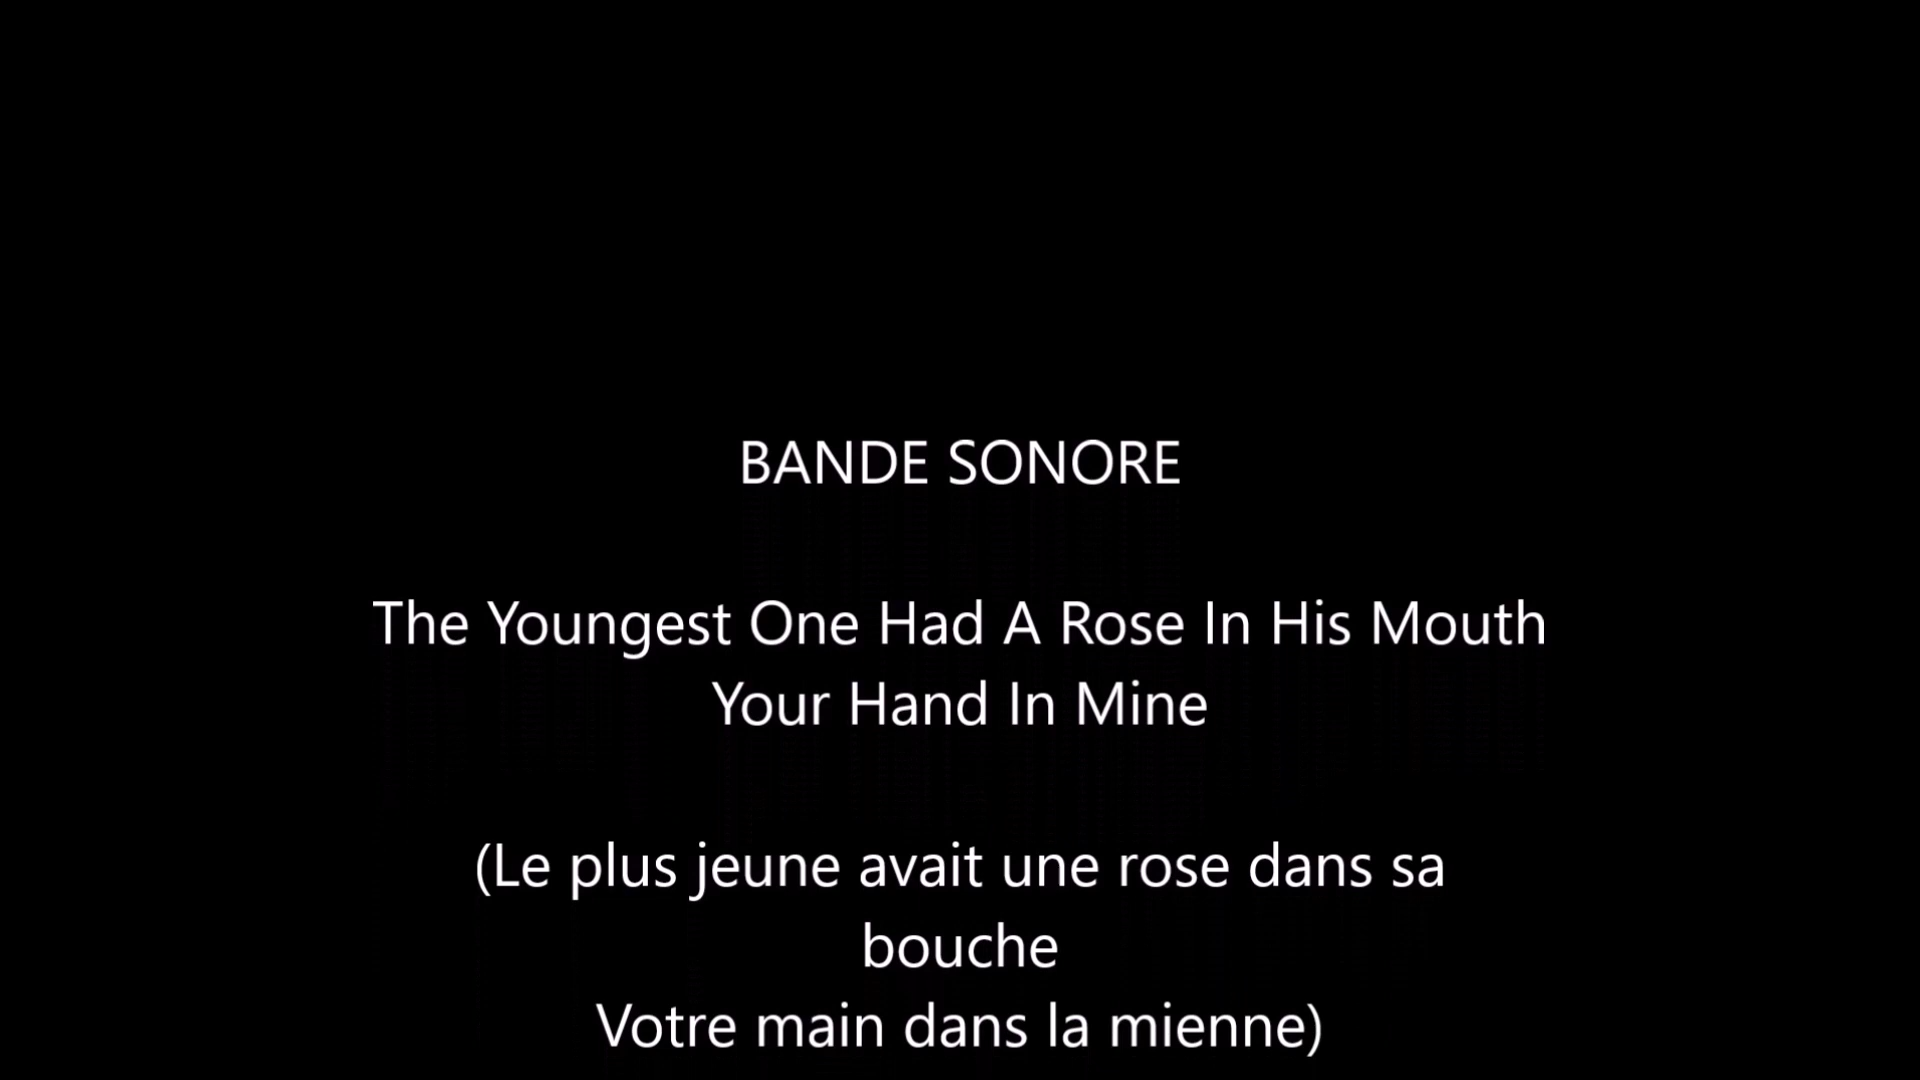 BANDE SONORE
The Youngest One Had A Rose In His Mouth
Your Hand In Mine
(Le plus jeune avait une rose dans sa
bouche
Votre main dans la mienne)